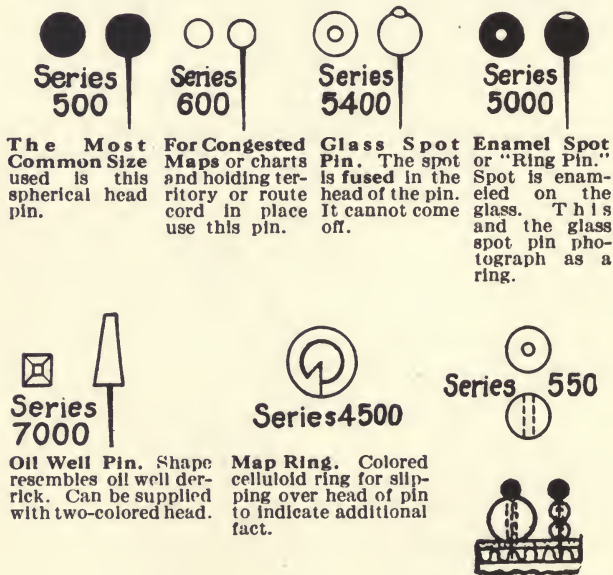 Series
500
Series
600
Series
5400
Series
5000
The Most
Common Size
used is this
spherical head
pin.
For Congested
Maps or charts
and holding ter-
ritory or route
cord in place
use this pin.
Glass Spot
Pin. The spot
is fused in the
head of the pin.
It cannot come
off.
Enamel Spot
or "Ring Pin."
Spot is enam-
eled on the
glass. This
and the glass
spot pin pho-
tograph as a
ring.
Series
7000
Series 4500
Series 550
Oil Well Pin. Shape
resembles oil well der-
rick. Can be supplied
with two-colored head.
Map Ring. Colored
celluloid ring for slip-
ping over head of pin
to indicate additional
fact.